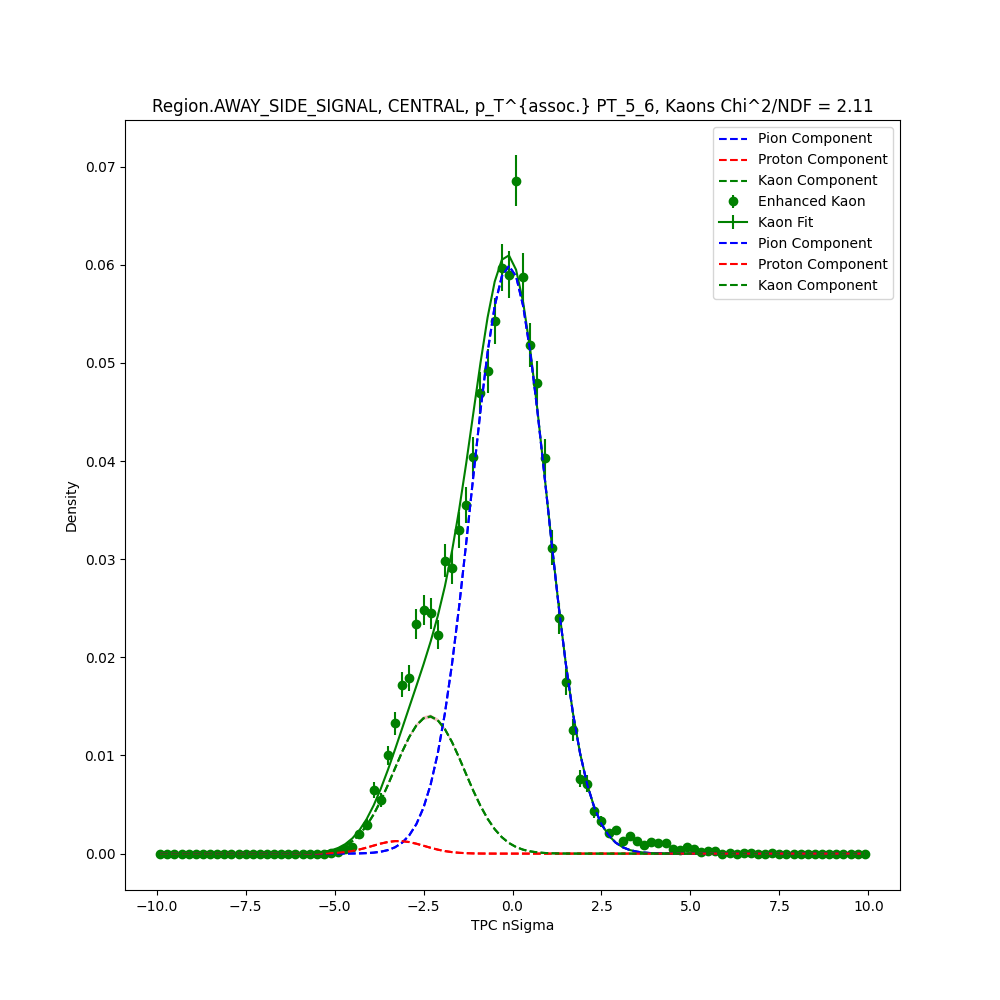 Region.AWAY_SIDE_SIGNAL, CENTRAL, p_T^{assoc.} PT_5_6, Kaons Chi^2/NDF = 2.11
Pion Component
Proton Component
Kaon Component
Enhanced Kaon
Kaon Fit
Pion Component
Proton Component
Kaon Component
0.07
0.06
0.05
0.04
0.03
0.02
0.01
0.00
Density
−10.0 −7.5 −5.0 −2.5 0.0 2.5 5.0 7.5 10.0
TPC nSigma